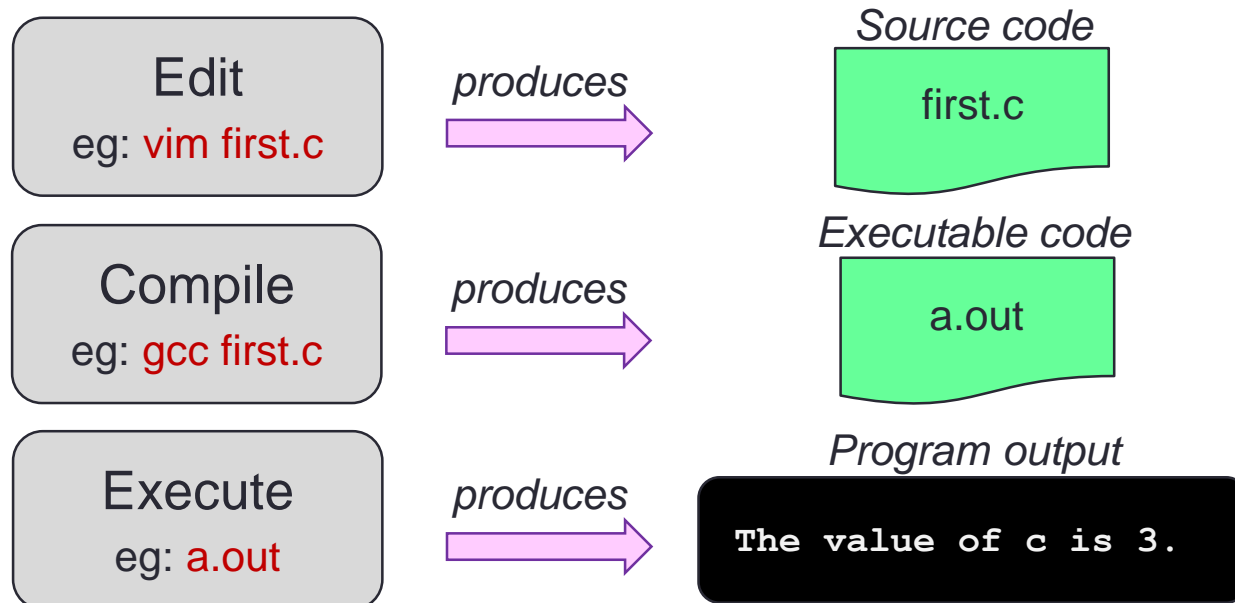 Edit
eg: vim first.c
produces
Source code
first.c
Compile
eg: gcc first.c
produces
Executable code
a.out
Execute
eg: a.out
produces
Program output
The value of c is 3.